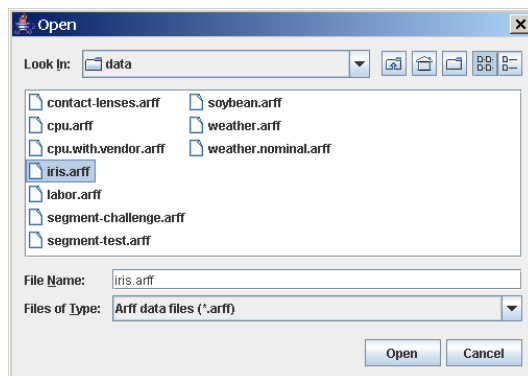 Open
Look In: data
contact-lenses.arff
cpu.arff
cpu.with.vendor.arff
iris.arff
labor.arff
segment-challenge.arff
segment-test.arff
soybean.arff
weather.arff
weather.nominal.arff
File Name: iris.arff
Files of Type: Arff data files (*.arff)
Open Cancel